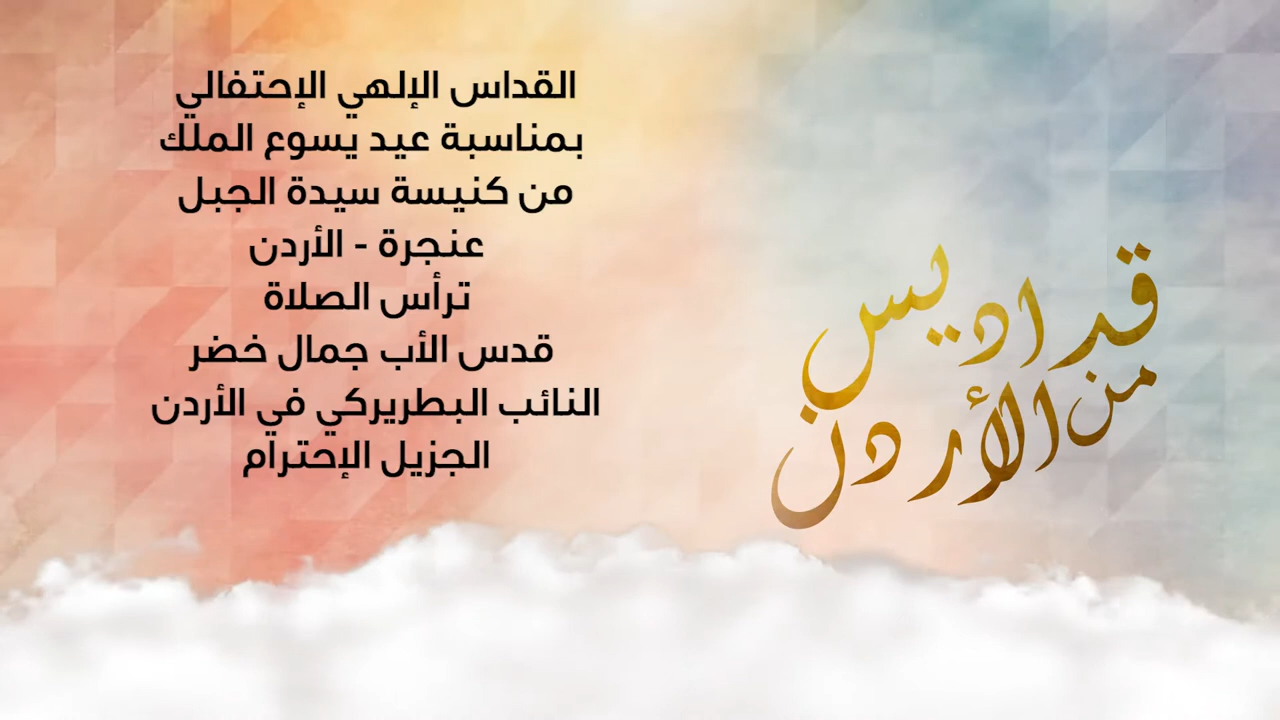 القداس الإلهي الإحتفالي
بمناسبة عيد يسوع الملك
من كنيسة سيدة الجبل
عنجرة - الأردن
ترأس الصلاة
قدس الأب جمال خضر
النائب البطريركي في الأردن
الجزيل الإحترام
قداديس
من الأردن